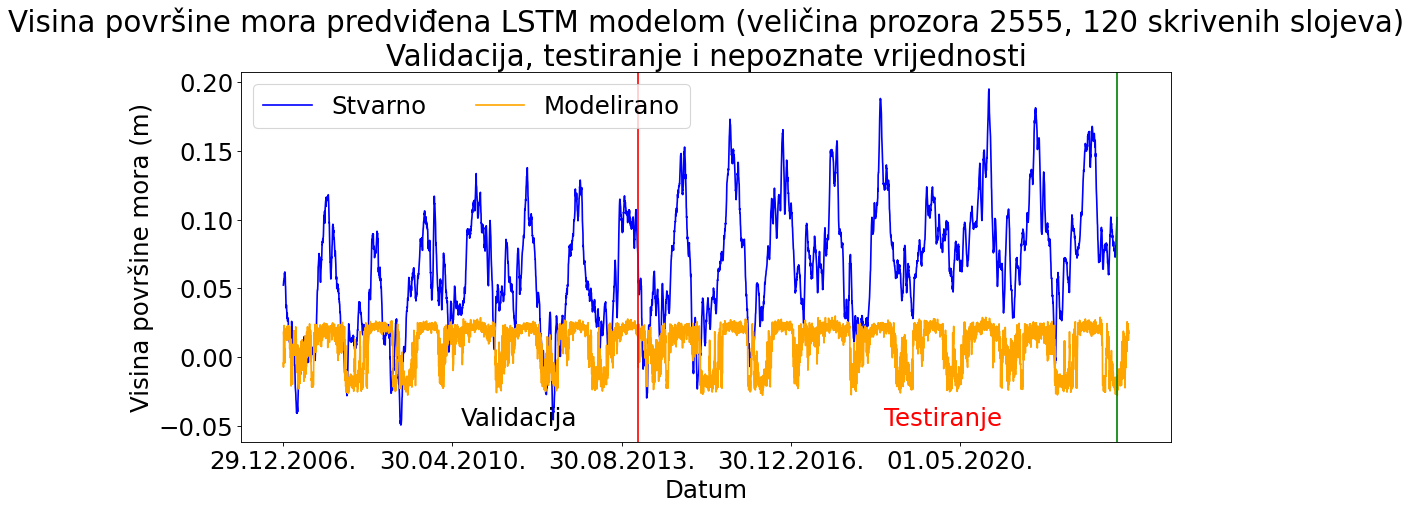 Visina površine mora predviđena LSTM modelom (veličina prozora 2555, 120 skrivenih slojeva)
Validacija, testiranje i nepoznate vrijednosti
Stvarno Modelirano
Visina površine mora (m)
0.20
0.15
0.10
0.05
0.00
−0.05
Validacija
Testiranje
29.12.2006. 30.04.2010. 30.08.2013. 30.12.2016. 01.05.2020.
Datum